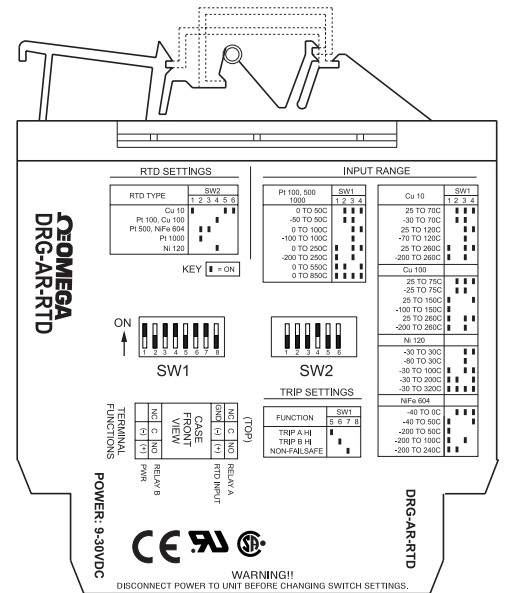 RTD SETTINGS
RTD TYPE
SW2
1 2 3 4 5 6
Cu 10
Pt 100, Cu 100
Pt 500, NiFe 604
Pt 1000
Ni 120
KEY = ON
INPUT RANGE
Pt 100, 500
1000
SW1
1 2 3 4
0 TO 50C
-50 TO 50C
0 TO 100C
-100 TO 100C
0 TO 250C
-200 TO 250C
0 TO 550C
0 TO 850C
Cu 10
SW1
1 2 3 4
25 TO 70C
-30 TO 70C
25 TO 120C
-70 TO 120C
25 TO 260C
-200 TO 260C
Cu 100
25 TO 75C
-25 TO 75C
25 TO 150C
-100 TO 150C
25 TO 260C
-200 TO 260C
Ni 120
-30 TO 30C
-80 TO 30C
-30 TO 100C
-30 TO 200C
-30 TO 320C
NiFe 604
-40 TO 0C
-40 TO 50C
-200 TO 50C
-200 TO 100C
-200 TO 240C
ΩE OMEGA
DRG-AR-RTD
ON
1 2 3 4 5 6 7 8
SW1
1 2 3 4 5 6
SW2
TRIP SETTINGS
FUNCTION
SW1
5 6 7 8
TRIP A HI
TRIP B HI
NON-FAILSAFE
(TOP)
RELAY A
RTD INPUT
NC C NO
GND (-) (+)
CASE
FRONT
VIEW
NC C NO
(-) (+)
RELAY B
PWR
TERMINAL
FUNCTIONS
POWER: 9-30VDC
DRG-AR-RTD
CE
WARNING!!
DISCONNECT POWER TO UNIT BEFORE CHANGING SWITCH SETTINGS.